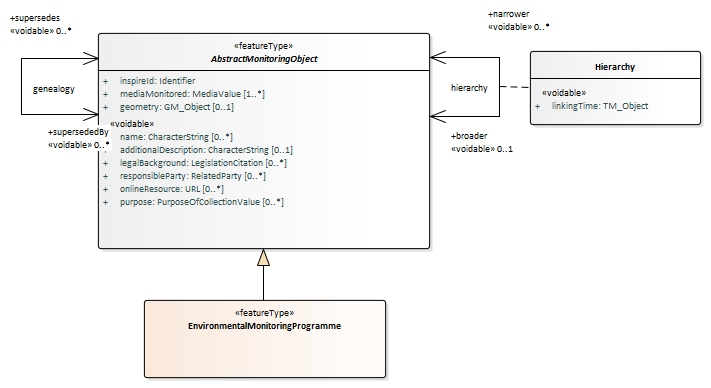 +supersedes
«voidable» 0..*
genealogy
+supersededBy
«voidable» 0..*
«featureType»
AbstractMonitoringObject
+ inspireId: Identifier
+ mediaMonitored: MediaValue [1..*]
+ geometry: GM_Object [0..1]
«voidable»
+ name: CharacterString [0..*]
+ additionalDescription: CharacterString [0..1]
+ legalBackground: LegislationCitation [0..*]
+ responsibleParty: RelatedParty [0..*]
+ onlineResource: URL [0..*]
+ purpose: PurposeOfCollectionValue [0..*]
+narrower
«voidable» 0..*
hierarchy
+broader
«voidable» 0..1
Hierarchy
«voidable»
+ linkingTime: TM_Object
«featureType»
EnvironmentalMonitoringProgramme